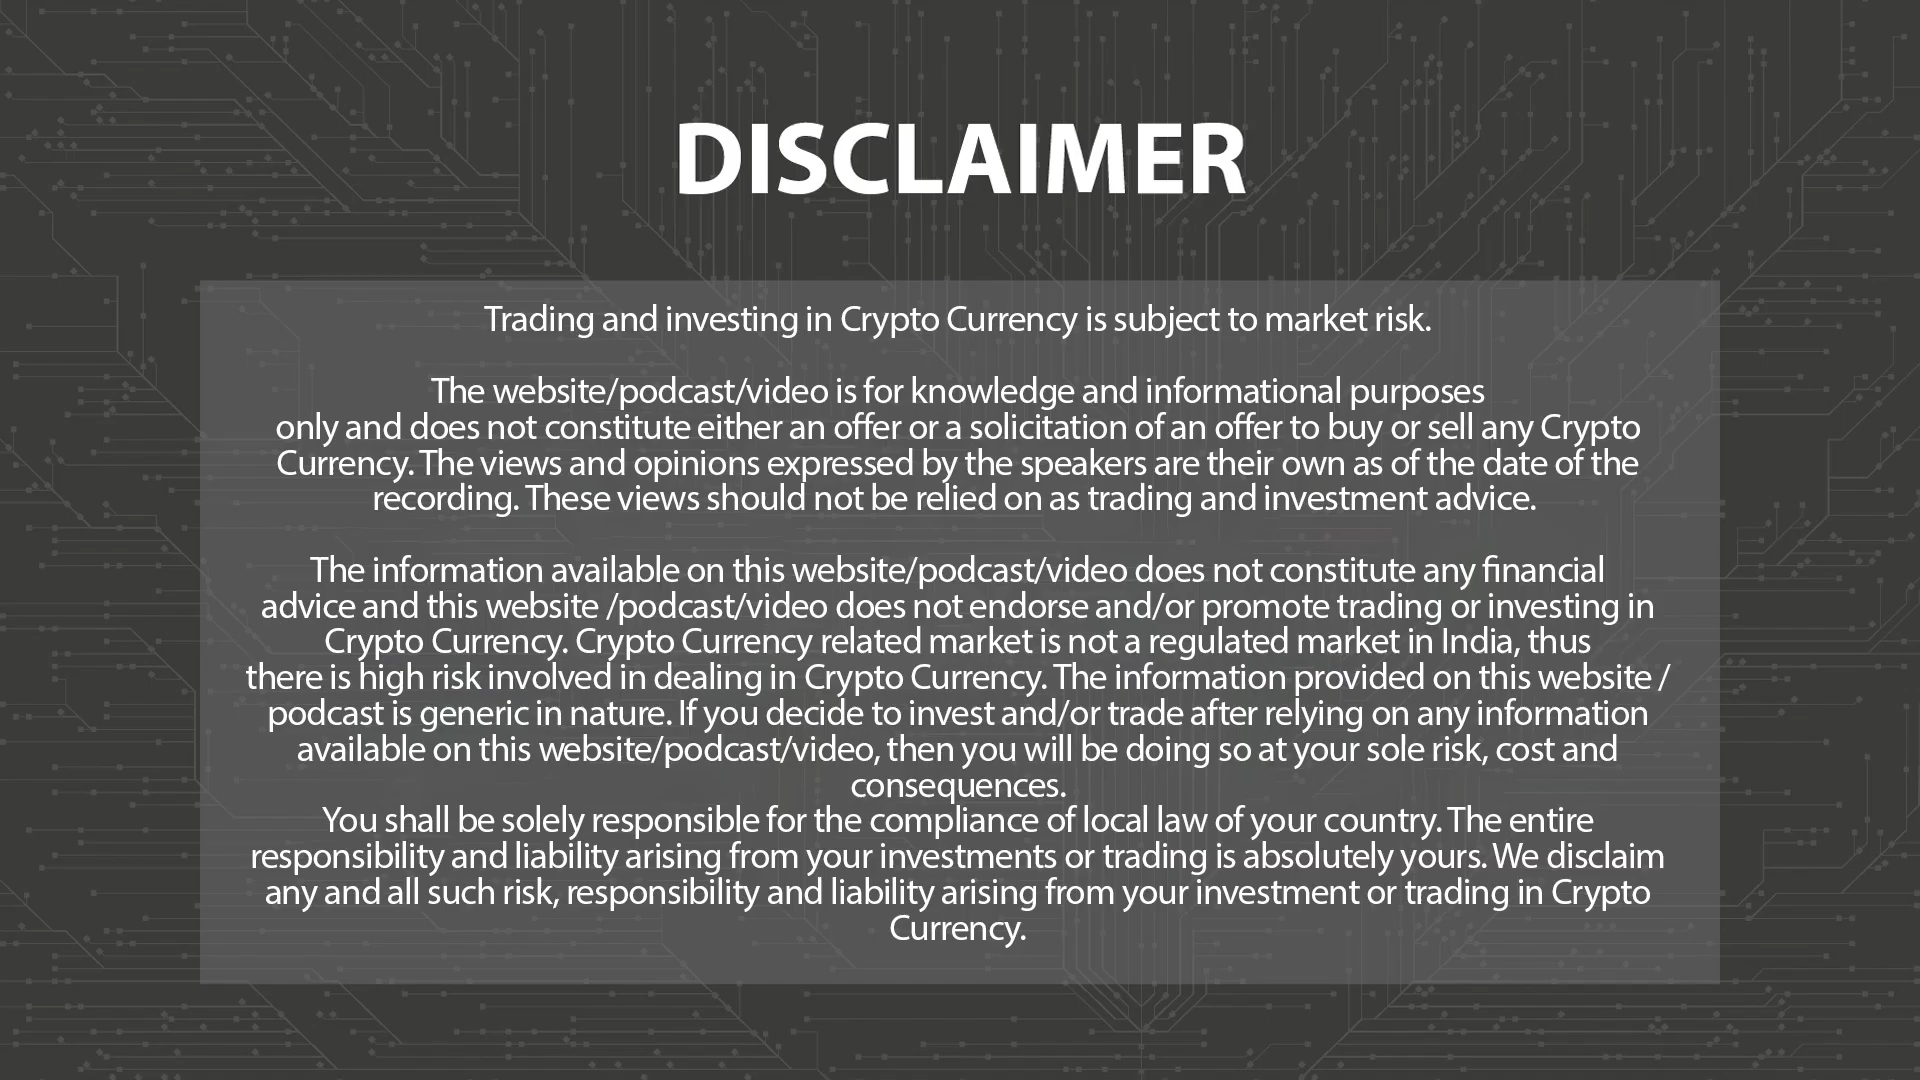 DISCLAIMER
Trading and investing in Crypto Currency is subject to market risk.
The website/podcast/video is for knowledge and informational purposes
only and does not constitute either an offer or a solicitation of an offer to buy or sell any Crypto
Currency. The views and opinions expressed by the speakers are their own as of the date of the
recording. These views should not be relied on as trading and investment advice.
The information available on this website/podcast/video does not constitute any financial
advice and this website /podcast/video does not endorse and/or promote trading or investing in
Crypto Currency. Crypto Currency related market is not a regulated market in India, thus
there is high risk involved in dealing in Crypto Currency. The information provided on this website /
podcast is generic in nature. If you decide to invest and/or trade after relying on any information
available on this website/podcast/video, then you will be doing so at your sole risk, cost and
consequences.
You shall be solely responsible for the compliance of local law of your country. The entire
responsibility and liability arising from your investments or trading is absolutely yours. We disclaim
any and all such risk, responsibility and liability arising from your investment or trading in Crypto
Currency.